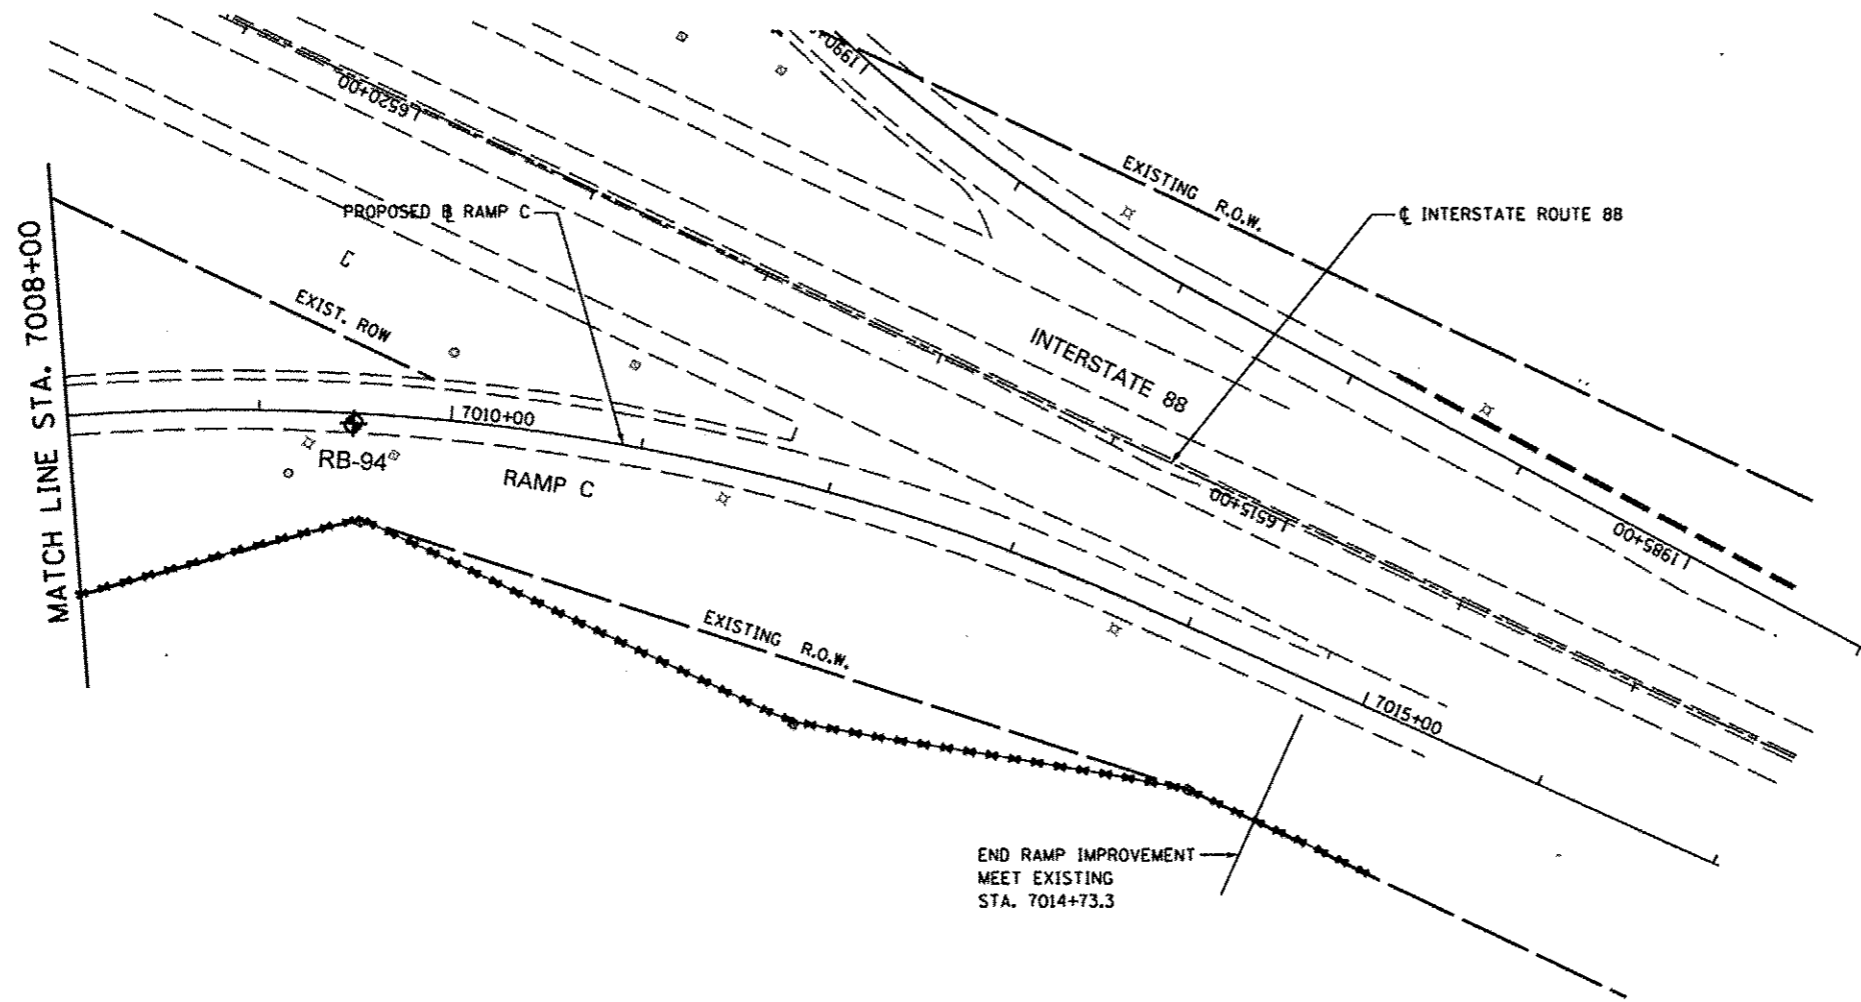 1990+
6520+00
EXISTING R.O.W.
PROPOSED ⅊ RAMP C
℄ INTERSTATE ROUTE 88
MATCH LINE STA. 7008+00
EXIST. ROW
INTERSTATE 88
7010+00
RB-94
RAMP C
6515+00
1985+00
EXISTING R.O.W.
7015+00
END RAMP IMPROVEMENT
MEET EXISTING
STA. 7014+73.3